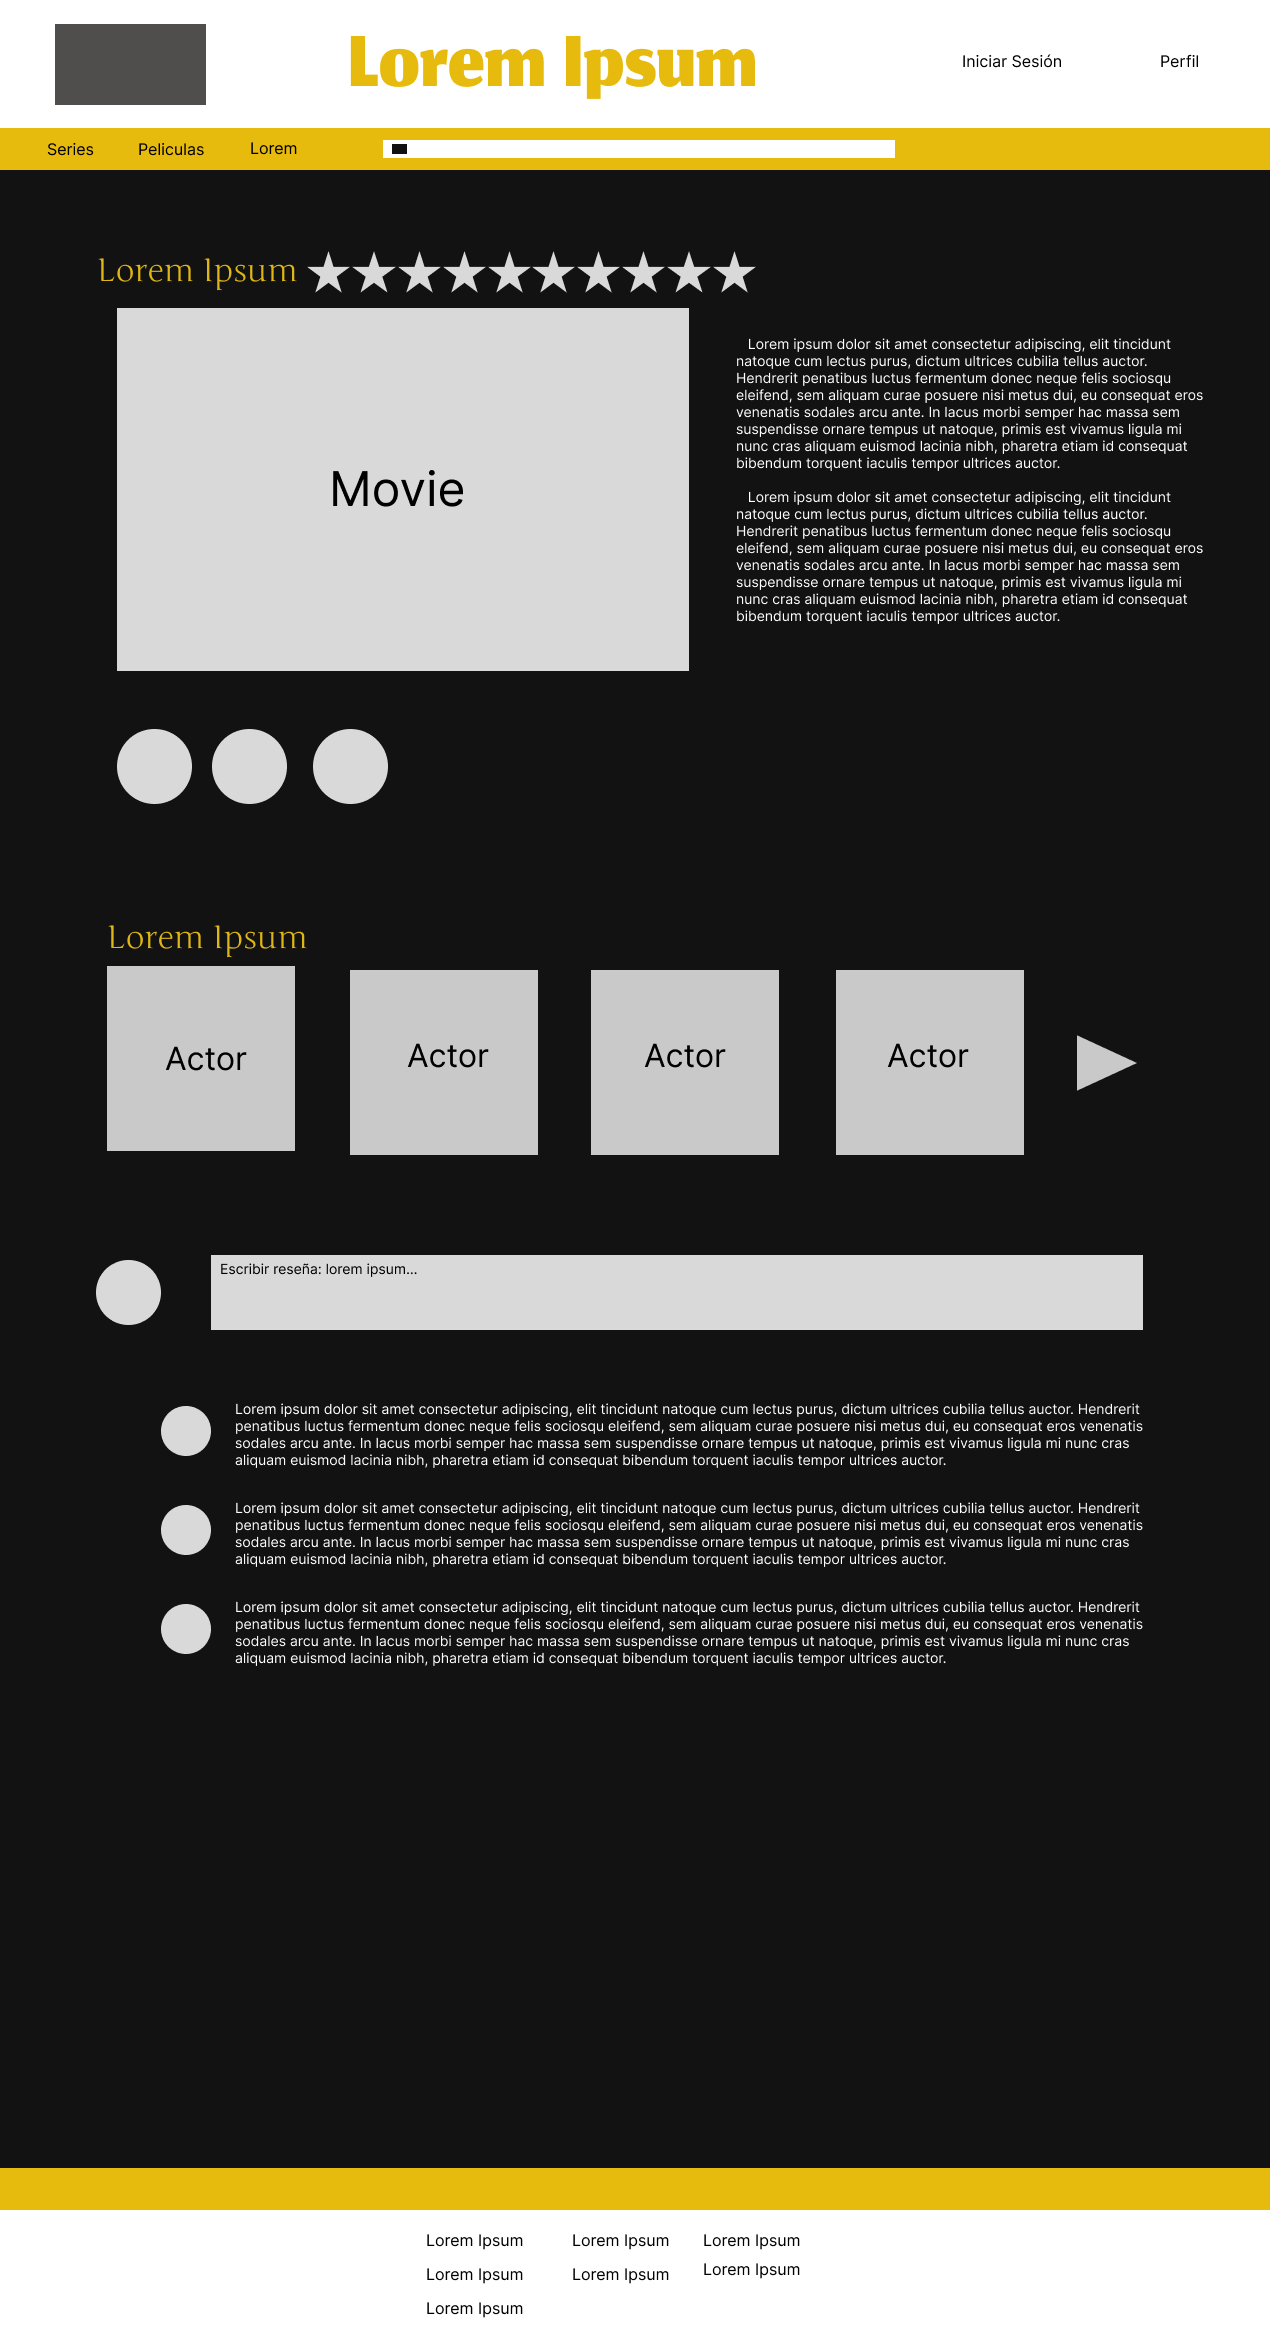 Lorem Ipsum
Iniciar Sesión
Perfil
Series
Peliculas
Lorem
Lorem Ipsum
Movie
Lorem ipsum dolor sit amet consectetur adipiscing, elit tincidunt
natoque cum lectus purus, dictum ultrices cubilia tellus auctor.
Hendrerit penatibus luctus fermentum donec neque felis sociosqu
eleifend, sem aliquam curae posuere nisi metus dui, eu consequat eros
venenatis sodales arcu ante. In lacus morbi semper hac massa sem
suspendisse ornare tempus ut natoque, primis est vivamus ligula mi
nunc cras aliquam euismod lacinia nibh, pharetra etiam id consequat
bibendum torquent iaculis tempor ultrices auctor.
Lorem ipsum dolor sit amet consectetur adipiscing, elit tincidunt
natoque cum lectus purus, dictum ultrices cubilia tellus auctor.
Hendrerit penatibus luctus fermentum donec neque felis sociosqu
eleifend, sem aliquam curae posuere nisi metus dui, eu consequat eros
venenatis sodales arcu ante. In lacus morbi semper hac massa sem
suspendisse ornare tempus ut natoque, primis est vivamus ligula mi
nunc cras aliquam euismod lacinia nibh, pharetra etiam id consequat
bibendum torquent iaculis tempor ultrices auctor.
Lorem Ipsum
Actor
Actor
Actor
Actor
Escribir reseña: lorem ipsum...
Lorem ipsum dolor sit amet consectetur adipiscing, elit tincidunt natoque cum lectus purus, dictum ultrices cubilia tellus auctor. Hendrerit
penatibus luctus fermentum donec neque felis sociosqu eleifend, sem aliquam curae posuere nisi metus dui, eu consequat eros venenatis
sodales arcu ante. In lacus morbi semper hac massa sem suspendisse ornare tempus ut natoque, primis est vivamus ligula mi nunc cras
aliquam euismod lacinia nibh, pharetra etiam id consequat bibendum torquent iaculis tempor ultrices auctor.
Lorem ipsum dolor sit amet consectetur adipiscing, elit tincidunt natoque cum lectus purus, dictum ultrices cubilia tellus auctor. Hendrerit
penatibus luctus fermentum donec neque felis sociosqu eleifend, sem aliquam curae posuere nisi metus dui, eu consequat eros venenatis
sodales arcu ante. In lacus morbi semper hac massa sem suspendisse ornare tempus ut natoque, primis est vivamus ligula mi nunc cras
aliquam euismod lacinia nibh, pharetra etiam id consequat bibendum torquent iaculis tempor ultrices auctor.
Lorem ipsum dolor sit amet consectetur adipiscing, elit tincidunt natoque cum lectus purus, dictum ultrices cubilia tellus auctor. Hendrerit
penatibus luctus fermentum donec neque felis sociosqu eleifend, sem aliquam curae posuere nisi metus dui, eu consequat eros venenatis
sodales arcu ante. In lacus morbi semper hac massa sem suspendisse ornare tempus ut natoque, primis est vivamus ligula mi nunc cras
aliquam euismod lacinia nibh, pharetra etiam id consequat bibendum torquent iaculis tempor ultrices auctor.
Lorem Ipsum
Lorem Ipsum
Lorem Ipsum
Lorem Ipsum
Lorem Ipsum
Lorem Ipsum
Lorem Ipsum